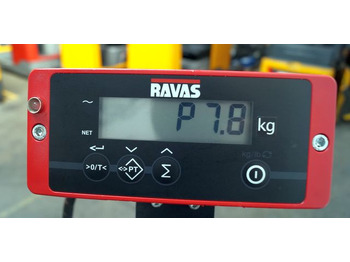 RAVAS
P 7.8 kg
NET
>0/T< <>PT Σ